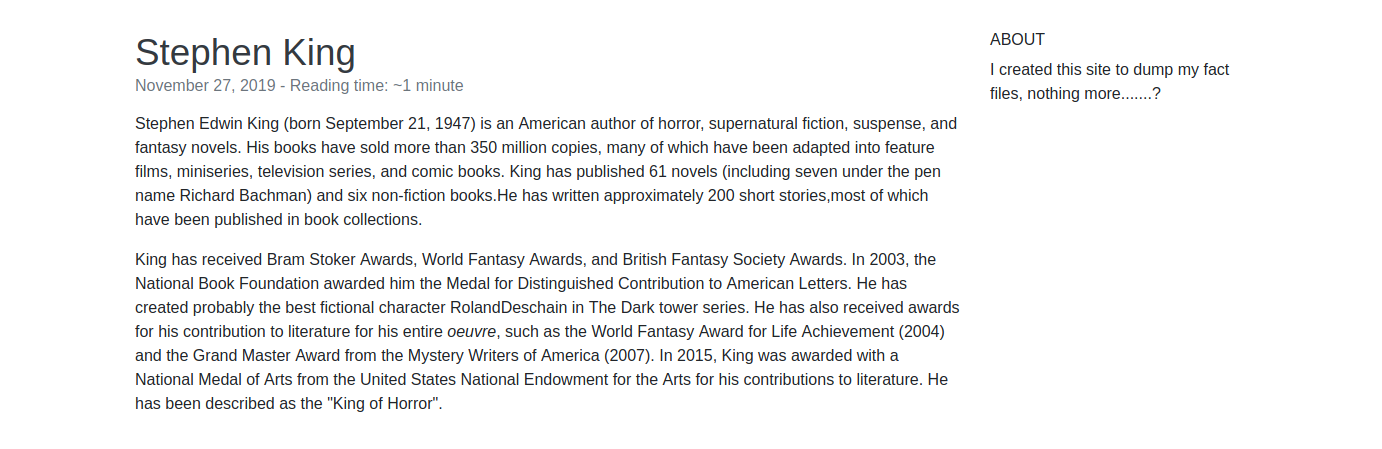 Stephen King
November 27, 2019 - Reading time: ~1 minute
Stephen Edwin King (born September 21, 1947) is an American author of horror, supernatural fiction, suspense, and
fantasy novels. His books have sold more than 350 million copies, many of which have been adapted into feature
films, miniseries, television series, and comic books. King has published 61 novels (including seven under the pen
name Richard Bachman) and six non-fiction books.He has written approximately 200 short stories,most of which
have been published in book collections.
King has received Bram Stoker Awards, World Fantasy Awards, and British Fantasy Society Awards. In 2003, the
National Book Foundation awarded him the Medal for Distinguished Contribution to American Letters. He has
created probably the best fictional character RolandDeschain in The Dark tower series. He has also received awards
for his contribution to literature for his entire oeuvre, such as the World Fantasy Award for Life Achievement (2004)
and the Grand Master Award from the Mystery Writers of America (2007). In 2015, King was awarded with a
National Medal of Arts from the United States National Endowment for the Arts for his contributions to literature. He
has been described as the "King of Horror".
ABOUT
I created this site to dump my fact
files, nothing more.......?